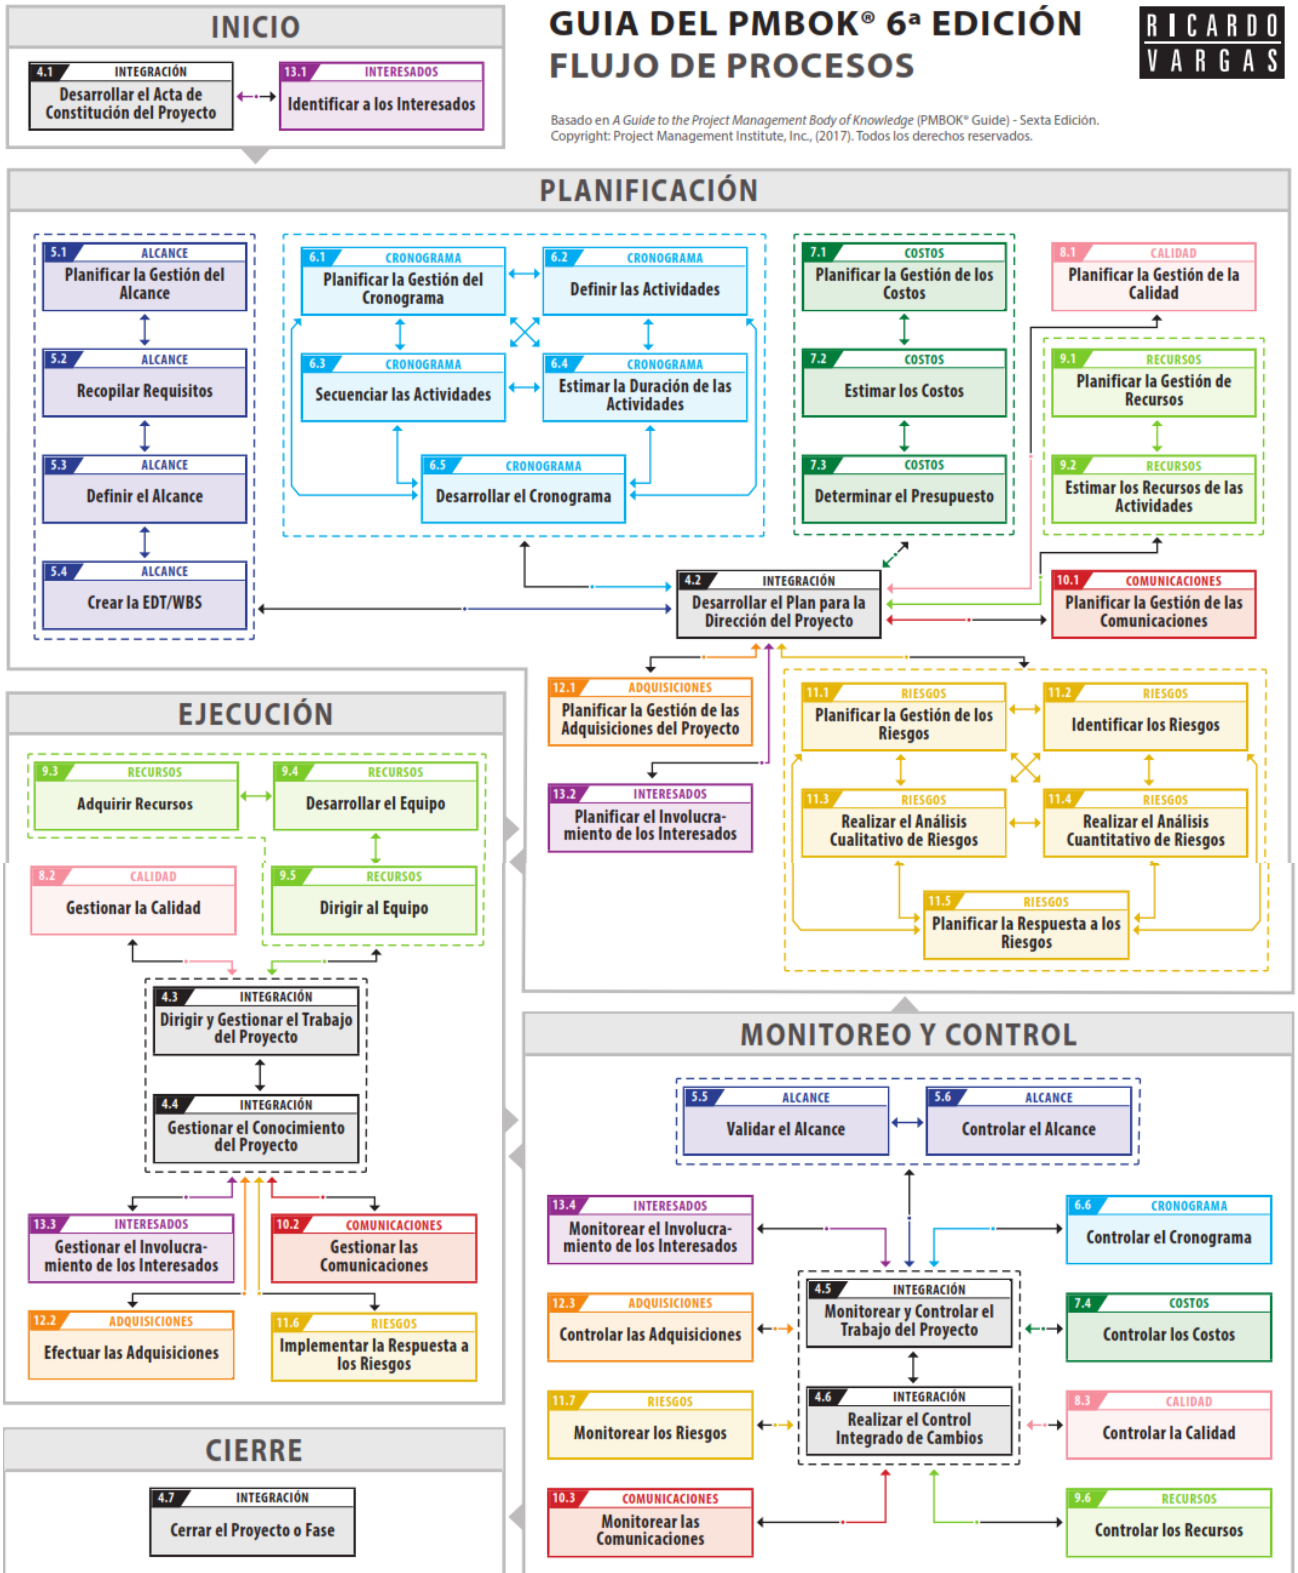 INICIO
4.1 INTEGRACIÓN
Desarrollar el Acta de
Constitución del Proyecto
13.1 INTERESADOS
Identificar a los Interesados
GUIA DEL PMBOK® 6ª EDICIÓN
FLUJO DE PROCESOS
RICARDO
VARGAS
Basado en A Guide to the Project Management Body of Knowledge (PMBOK® Guide) - Sexta Edición.
Copyright: Project Management Institute, Inc., (2017). Todos los derechos reservados.
PLANIFICACIÓN
5.1 ALCANCE
Planificar la Gestión del
Alcance
5.2 ALCANCE
Recopilar Requisitos
5.3 ALCANCE
Definir el Alcance
5.4 ALCANCE
Crear la EDT/WBS
6.1 CRONOGRAMA
Planificar la Gestión del
Cronograma
6.2 CRONOGRAMA
Definir las Actividades
6.3 CRONOGRAMA
Secuenciar las Actividades
6.4 CRONOGRAMA
Estimar la Duración de las
Actividades
6.5 CRONOGRAMA
Desarrollar el Cronograma
7.1 COSTOS
Planificar la Gestión de los
Costos
7.2 COSTOS
Estimar los Costos
7.3 COSTOS
Determinar el Presupuesto
8.1 CALIDAD
Planificar la Gestión de la
Calidad
9.1 RECURSOS
Planificar la Gestión de
Recursos
9.2 RECURSOS
Estimar los Recursos de las
Actividades
4.2 INTEGRACIÓN
Desarrollar el Plan para la
Dirección del Proyecto
10.1 COMUNICACIONES
Planificar la Gestión de las
Comunicaciones
12.1 ADQUISICIONES
Planificar la Gestión de las
Adquisiciones del Proyecto
13.2 INTERESADOS
Planificar el Involucra-
miento de los Interesados
11.1 RIESGOS
Planificar la Gestión de los
Riesgos
11.2 RIESGOS
Identificar los Riesgos
11.3 RIESGOS
Realizar el Análisis
Cualitativo de Riesgos
11.4 RIESGOS
Realizar el Análisis
Cuantitativo de Riesgos
11.5 RIESGOS
Planificar la Respuesta a los
Riesgos
EJECUCIÓN
9.3 RECURSOS
Adquirir Recursos
9.4 RECURSOS
Desarrollar el Equipo
8.2 CALIDAD
Gestionar la Calidad
9.5 RECURSOS
Dirigir al Equipo
4.3 INTEGRACIÓN
Dirigir y Gestionar el Trabajo
del Proyecto
4.4 INTEGRACIÓN
Gestionar el Conocimiento
del Proyecto
13.3 INTERESADOS
Gestionar el Involucra-
miento de los Interesados
10.2 COMUNICACIONES
Gestionar las
Comunicaciones
12.2 ADQUISICIONES
Efectuar las Adquisiciones
11.6 RIESGOS
Implementar la Respuesta a
los Riesgos
MONITOREO Y CONTROL
5.5 ALCANCE
Validar el Alcance
5.6 ALCANCE
Controlar el Alcance
13.4 INTERESADOS
Monitorear el Involucra-
miento de los Interesados
6.6 CRONOGRAMA
Controlar el Cronograma
12.3 ADQUISICIONES
Controlar las Adquisiciones
4.5 INTEGRACIÓN
Monitorear y Controlar el
Trabajo del Proyecto
7.4 COSTOS
Controlar los Costos
11.7 RIESGOS
Monitorear los Riesgos
4.6 INTEGRACIÓN
Realizar el Control
Integrado de Cambios
8.3 CALIDAD
Controlar la Calidad
10.3 COMUNICACIONES
Monitorear las
Comunicaciones
9.6 RECURSOS
Controlar los Recursos
CIERRE
4.7 INTEGRACIÓN
Cerrar el Proyecto o Fase